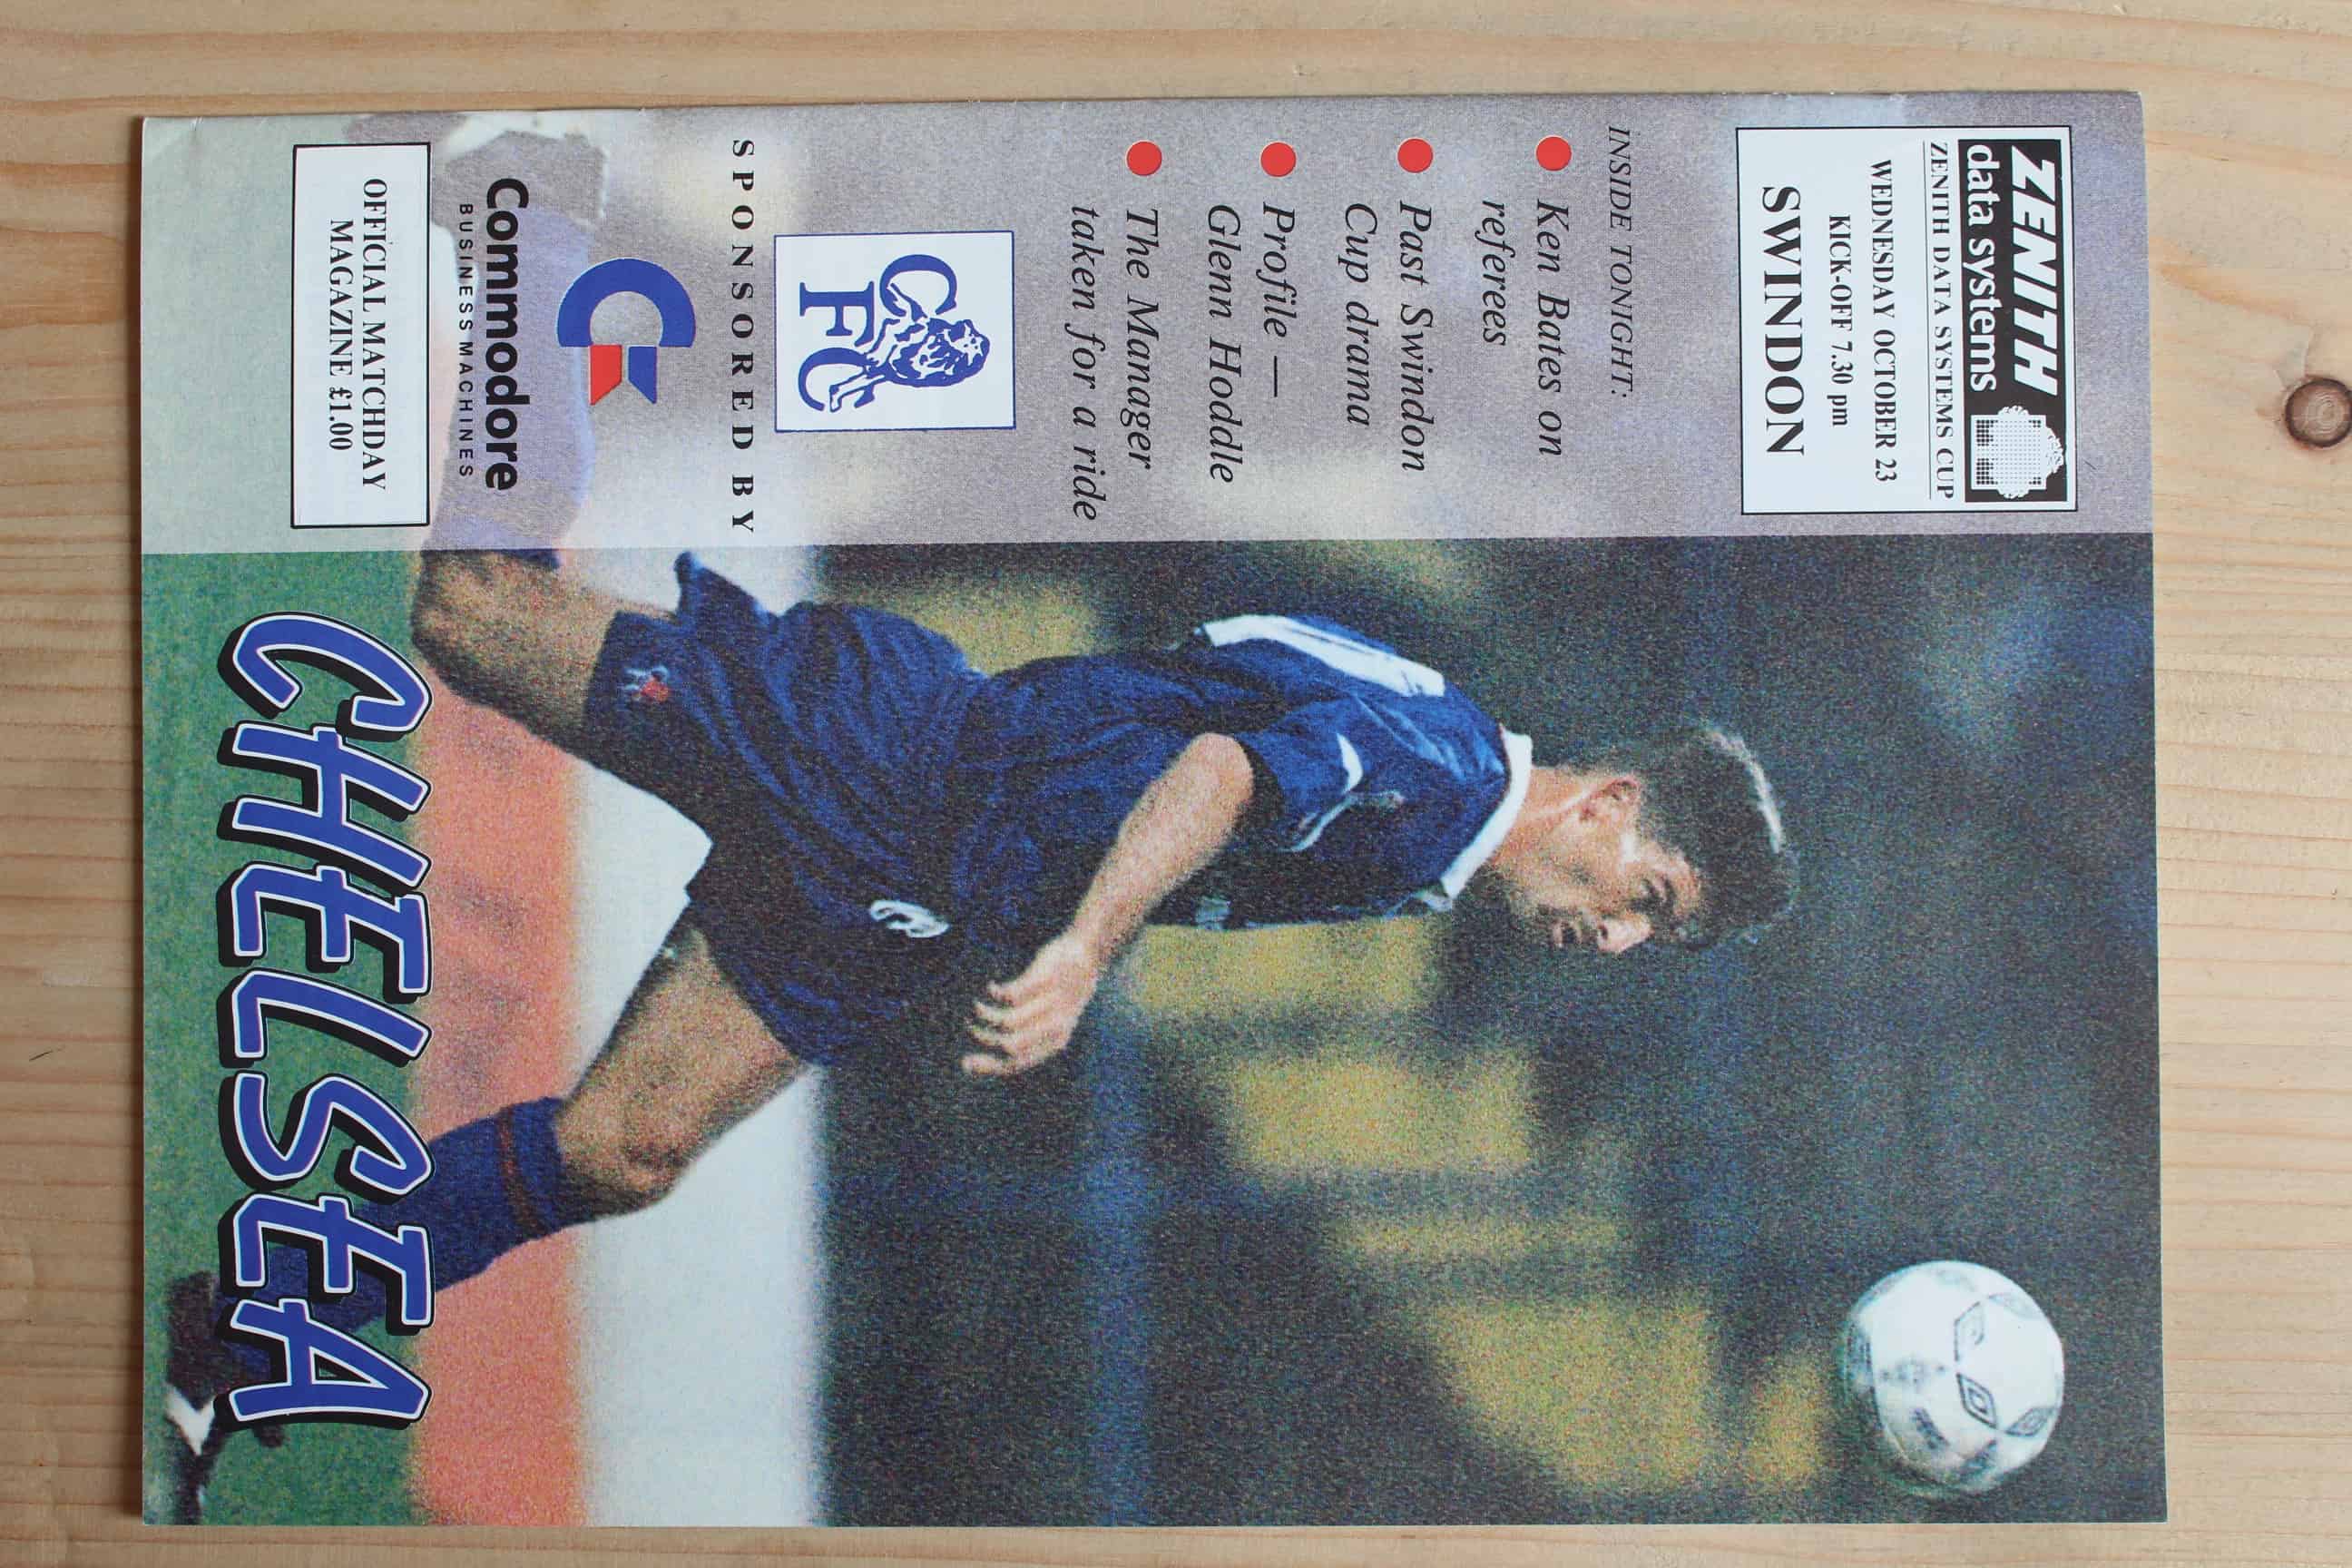 ZENITH
data systems
ZENITH DATA SYSTEMS CUP
WEDNESDAY OCTOBER 23
KICK-OFF 7.30 pm
SWINDON
INSIDE TONIGHT:
Ken Bates on
referees
Past Swindon
Cup drama
Profile —
Glenn Hoddle
The Manager
taken for a ride
CFC
SPONSORED BY
Commodore
BUSINESS MACHINES
OFFICIAL MATCHDAY
MAGAZINE £1.00
CHELSEA